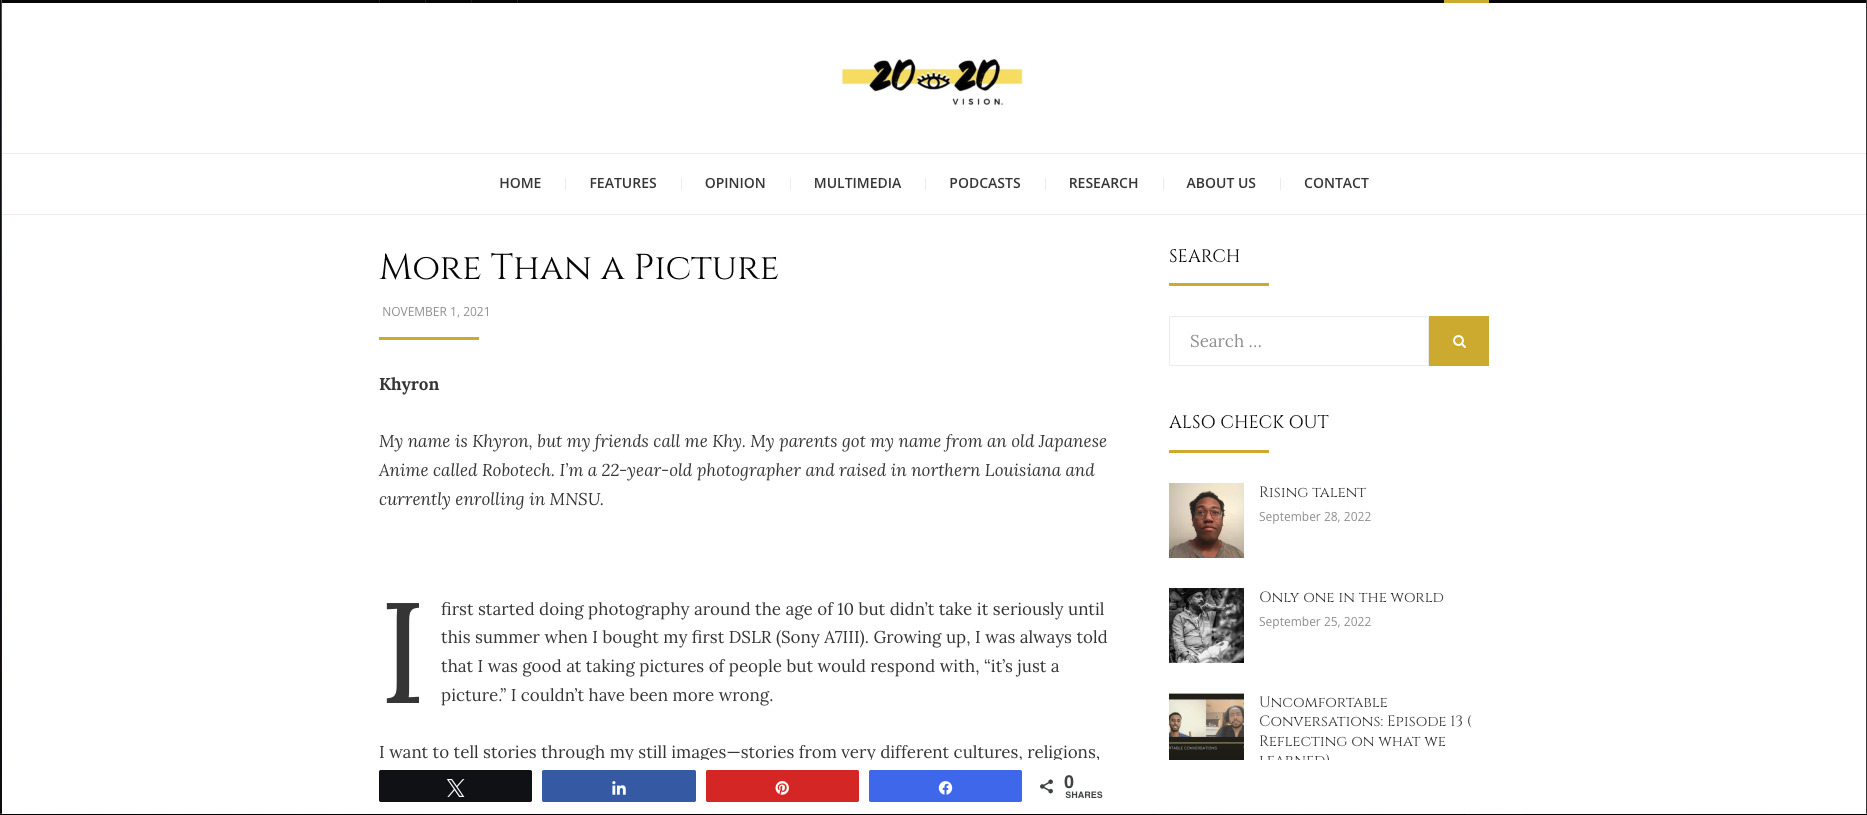 20 20
VISION.
HOME
FEATURES
OPINION
MULTIMEDIA
PODCASTS
RESEARCH
ABOUT US
CONTACT
More Than a Picture
NOVEMBER 1, 2021
Khyron
My name is Khyron, but my friends call me Khy. My parents got my name from an old Japanese
Anime called Robotech. I’m a 22-year-old photographer and raised in northern Louisiana and
currently enrolling in MNSU.
I first started doing photography around the age of 10 but didn’t take it seriously until
this summer when I bought my first DSLR (Sony A7III). Growing up, I was always told
that I was good at taking pictures of people but would respond with, “it’s just a
picture.” I couldn’t have been more wrong.
I want to tell stories through my still images—stories from very different cultures, religions,
0
SHARES
SEARCH
Search ...
ALSO CHECK OUT
Rising talent
September 28, 2022
Only one in the world
September 25, 2022
Uncomfortable
Conversations: Episode 13 (
Reflecting on what we
learned)